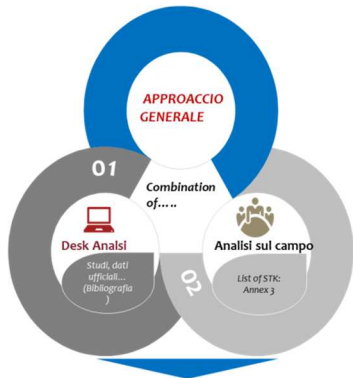 APPROACCIO
GENERALE
01
Combination
of…..
Desk Analsi
Analisi sul campo
Studi, dati
ufficiali…
(Bibliografia
)
02
List of STK:
Annex 3